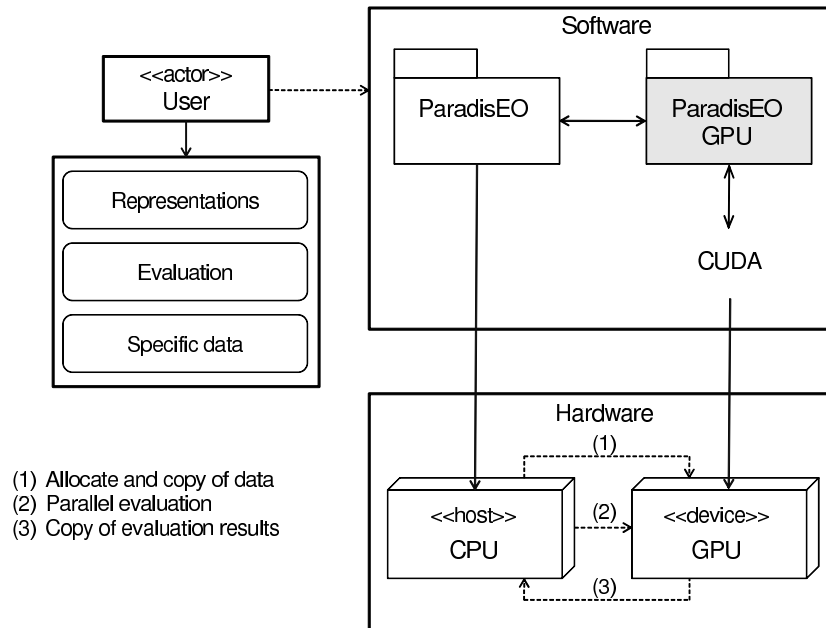 Software
<<actor>>
User
ParadisEO
ParadisEO
GPU
Representations
Evaluation
Specific data
CUDA
Hardware
(1)
(1) Allocate and copy of data
(2) Parallel evaluation
(3) Copy of evaluation results
<<host>>
CPU
(2)
<<device>>
GPU
(3)